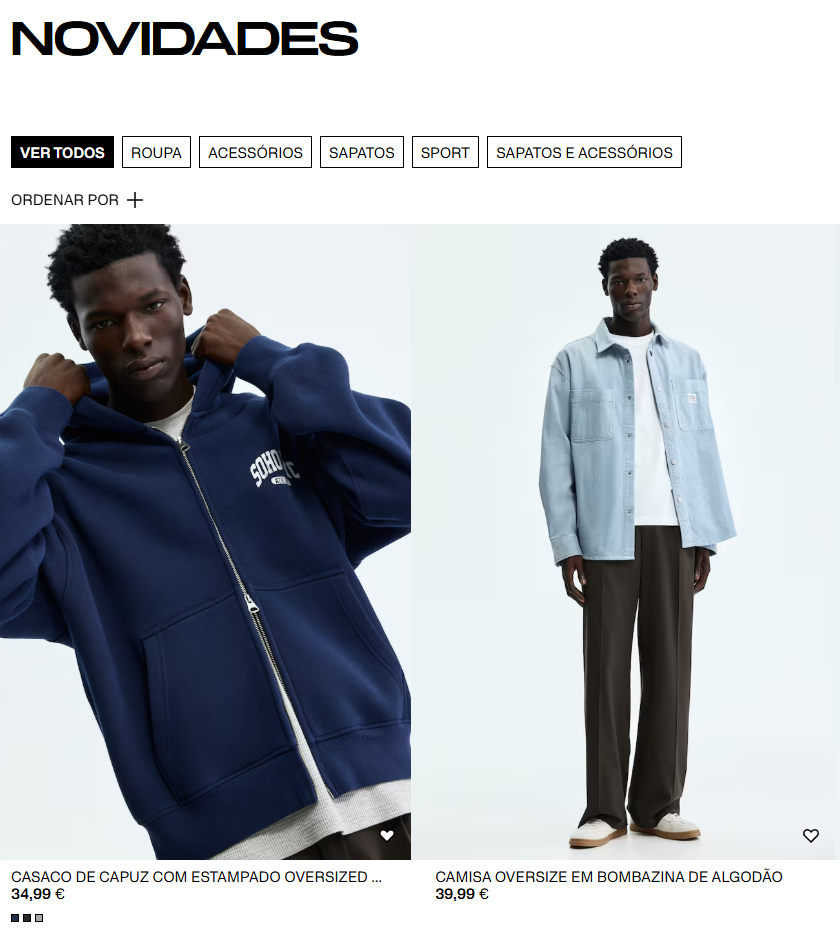 NOVIDADES
VER TODOS
ROUPA
ACESSÓRIOS
SAPATOS
SPORT
SAPATOS E ACESSÓRIOS
ORDENAR POR
SOHO
CASACO DE CAPUZ COM ESTAMPADO OVERSIZED ...
34,99 €
CAMISA OVERSIZE EM BOMBAZINA DE ALGODÃO
39,99 €